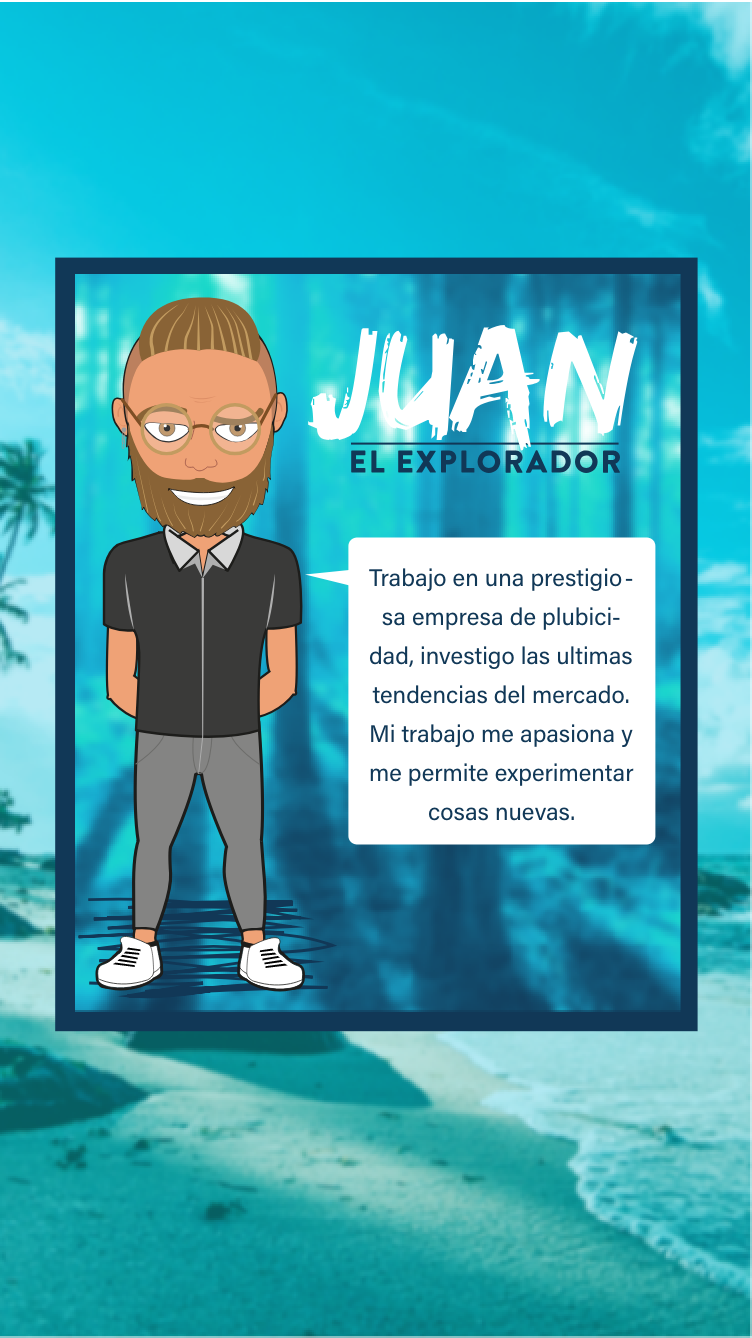 JUAN
EL EXPLORADOR
Trabajo en una prestigio-
sa empresa de plubici-
dad, investigo las ultimas
tendencias del mercado.
Mi trabajo me apasiona y
me permite experimentar
cosas nuevas.